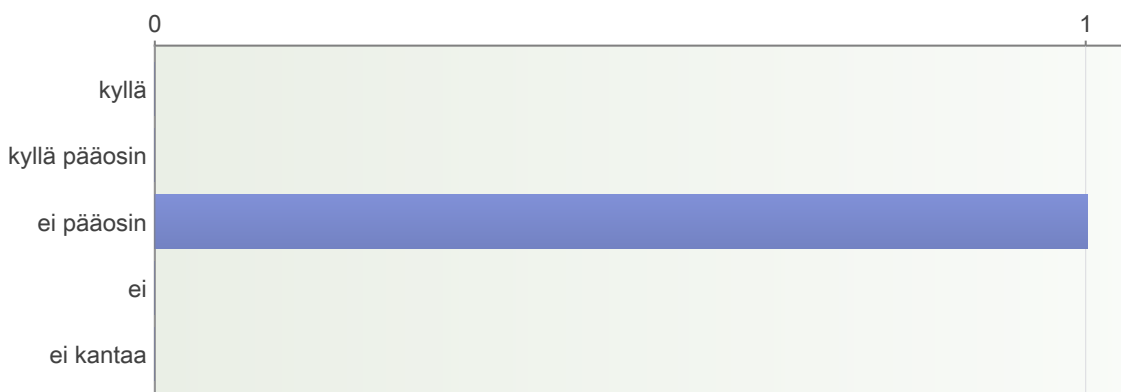 0 1
kyllä
kyllä pääosin
ei pääosin
ei
ei kantaa